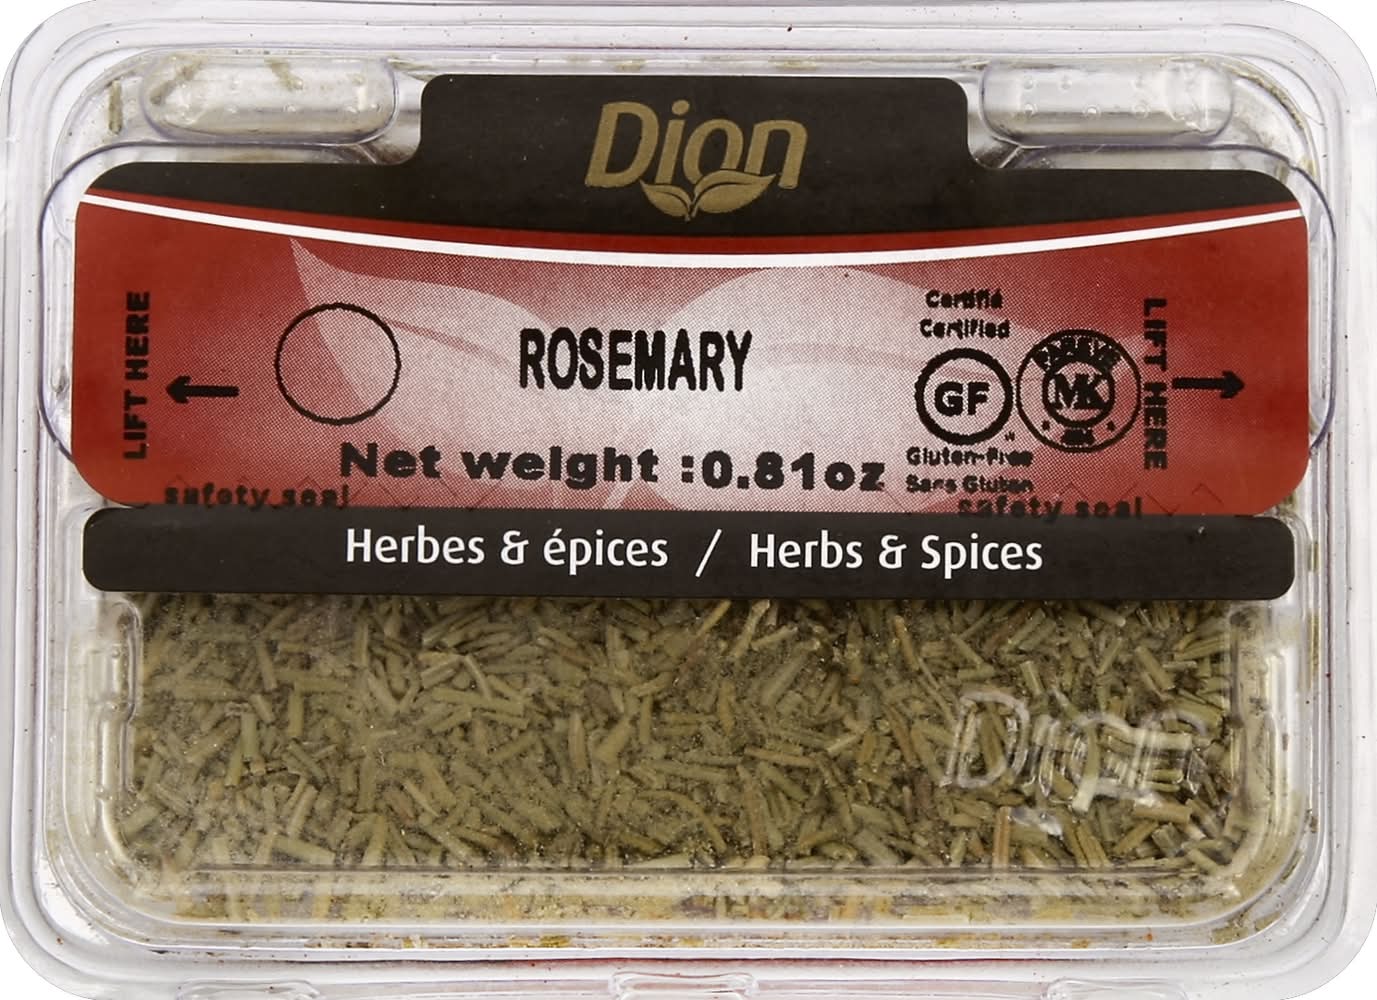 Dion
LIFT HERE
ROSEMARY
Certifié
Certified
GF
MK
LIFT HERE
Net weight :0.81oz
Gluten-Free
Sans Gluten
safety seal
safety seal
Herbes & épices / Herbs & Spices
Dion